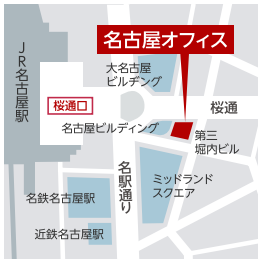 名古屋オフィス
JR名古屋駅
大名古屋
ビルヂング
桜通口
桜通
名古屋ビルディング
第三
堀内ビル
名駅通り
ミッドランド
スクエア
名鉄名古屋駅
近鉄名古屋駅